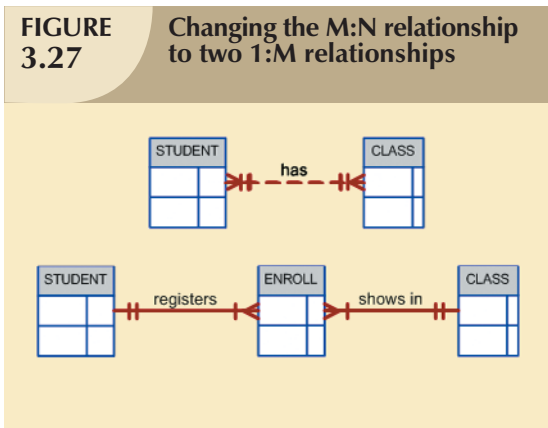 FIGURE
3.27
Changing the M:N relationship
to two 1:M relationships
STUDENT
has
CLASS
STUDENT
registers
ENROLL
shows in
CLASS